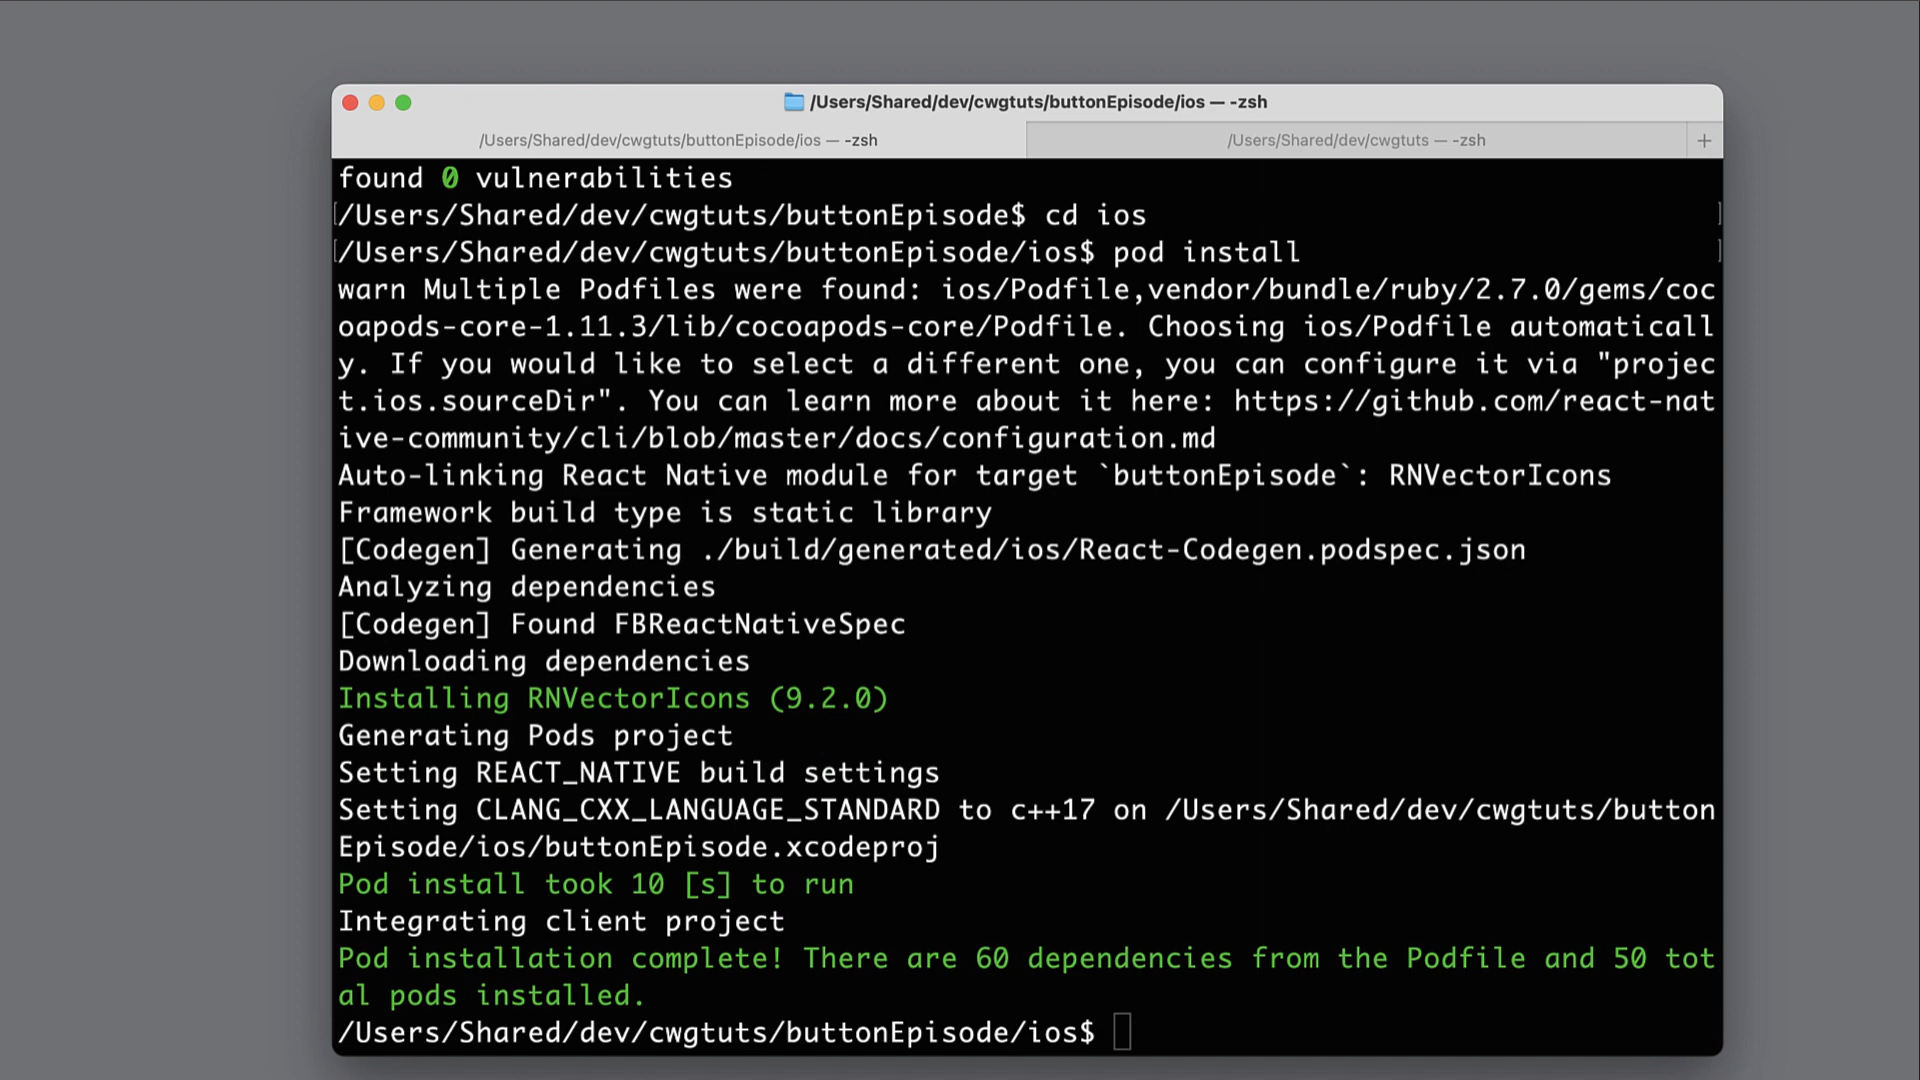 /Users/Shared/dev/cwgtuts/buttonEpisode/ios — -zsh
/Users/Shared/dev/cwgtuts/buttonEpisode/ios — -zsh
/Users/Shared/dev/cwgtuts — -zsh
+
found 0 vulnerabilities
[/Users/Shared/dev/cwgtuts/buttonEpisode$ cd ios ]
[/Users/Shared/dev/cwgtuts/buttonEpisode/ios$ pod install ]
warn Multiple Podfiles were found: ios/Podfile,vendor/bundle/ruby/2.7.0/gems/coc
oapods-core-1.11.3/lib/cocoapods-core/Podfile. Choosing ios/Podfile automaticall
y. If you would like to select a different one, you can configure it via "projec
t.ios.sourceDir". You can learn more about it here: https://github.com/react-nat
ive-community/cli/blob/master/docs/configuration.md
Auto-linking React Native module for target `buttonEpisode`: RNVectorIcons
Framework build type is static library
[Codegen] Generating ./build/generated/ios/React-Codegen.podspec.json
Analyzing dependencies
[Codegen] Found FBReactNativeSpec
Downloading dependencies
Installing RNVectorIcons (9.2.0)
Generating Pods project
Setting REACT_NATIVE build settings
Setting CLANG_CXX_LANGUAGE_STANDARD to c++17 on /Users/Shared/dev/cwgtuts/button
Episode/ios/buttonEpisode.xcodeproj
Pod install took 10 [s] to run
Integrating client project
Pod installation complete! There are 60 dependencies from the Podfile and 50 tot
al pods installed.
/Users/Shared/dev/cwgtuts/buttonEpisode/ios$